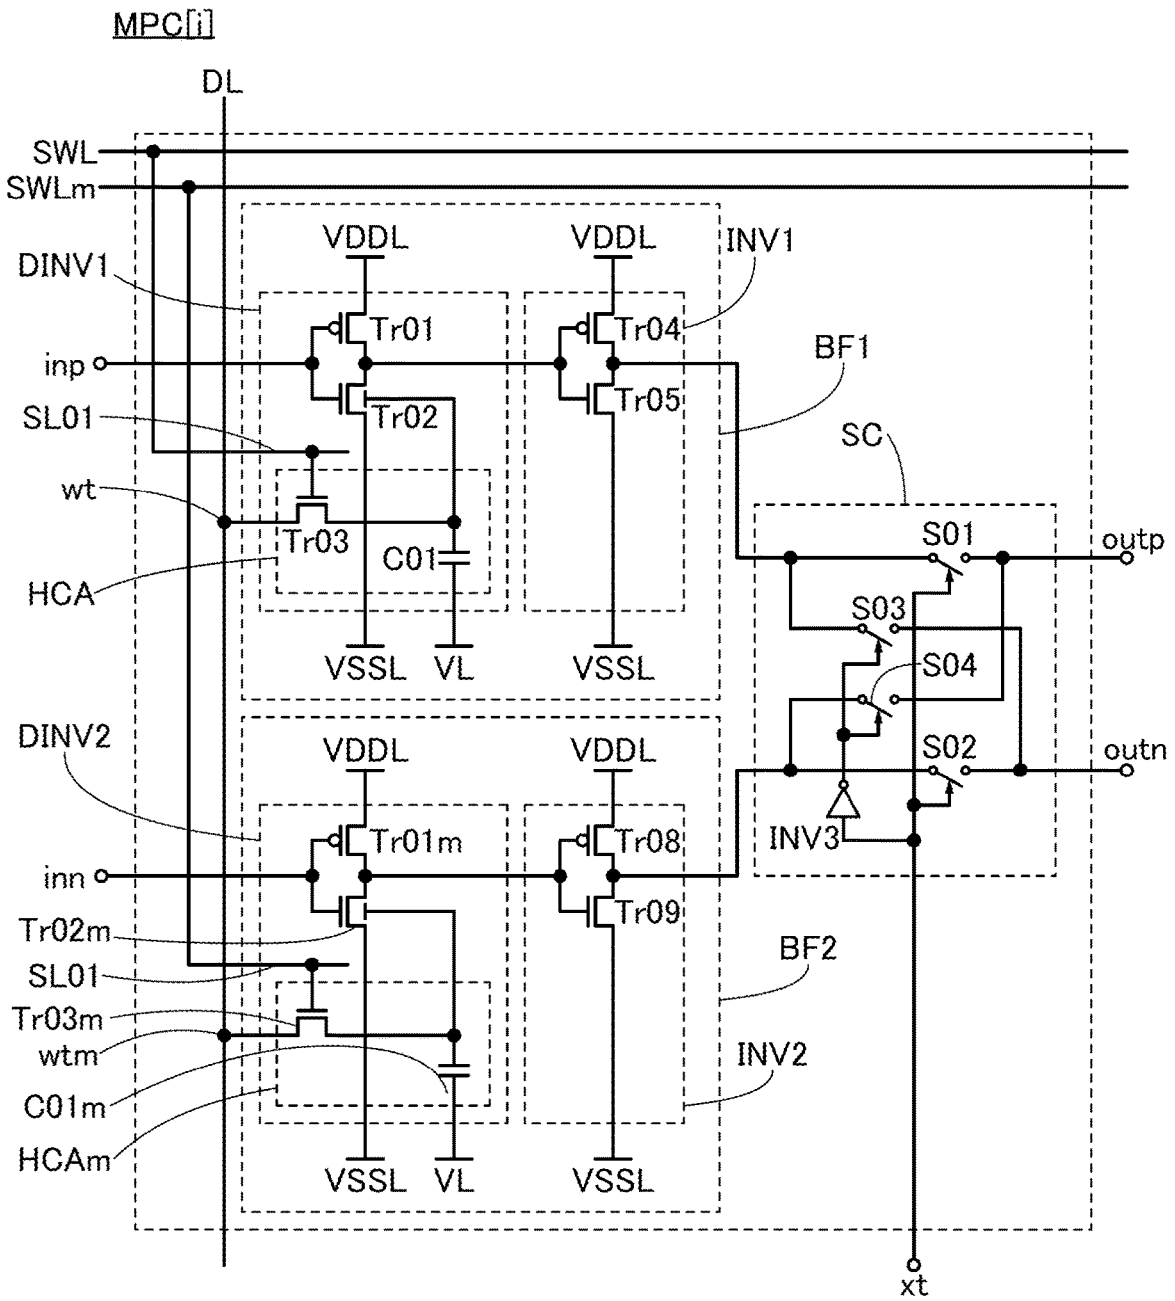 MPC[i]
DL
SWL
SWLm
VDDL
VDDL
INV1
DINV1
Tr01
Tr04
inp
BF1
SL01
Tr02
Tr05
SC
wt
Tr03
C01
S01
outp
HCA
S03
VSSL
VL
VSSL
S04
DINV2
VDDL
VDDL
S02
outn
Tr01m
Tr08
INV3
inn
Tr02m
Tr09
BF2
SL01
Tr03m
wtm
INV2
C01m
HCAm
VSSL
VL
VSSL
xt